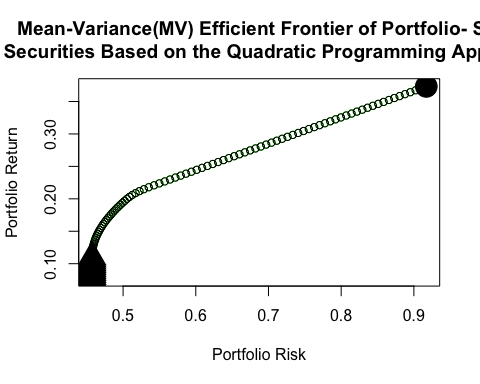 Mean-Variance(MV) Efficient Frontier of Portfolio- S
Securities Based on the Quadratic Programming App
Portfolio Return
0.30
0.20
0.10
0.5 0.6 0.7 0.8 0.9
Portfolio Risk